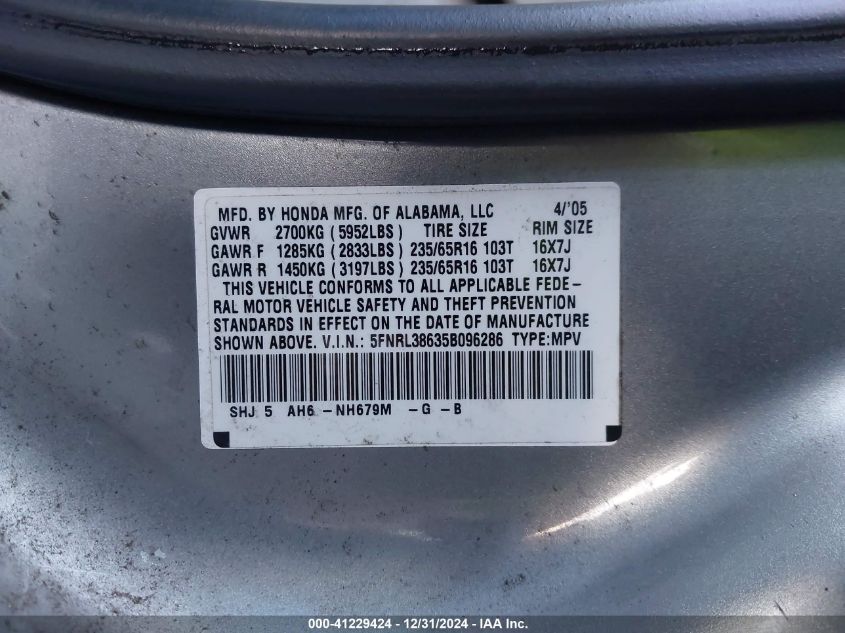 MFD. BY HONDA MFG. OF ALABAMA, LLC 4/'05
GVWR 2700KG (5952LBS) TIRE SIZE RIM SIZE
GAWR F 1285KG (2833LBS) 235/65R16 103T 16X7J
GAWR R 1450KG (3197LBS) 235/65R16 103T 16X7J
THIS VEHICLE CONFORMS TO ALL APPLICABLE FEDE-
RAL MOTOR VEHICLE SAFETY AND THEFT PREVENTION
STANDARDS IN EFFECT ON THE DATE OF MANUFACTURE
SHOWN ABOVE. V.I.N.: 5FNRL38635B096286 TYPE:MPV
SHJ 5 AH6 -NH679M -G -B
000-41229424 - 12/31/2024 - IAA Inc.